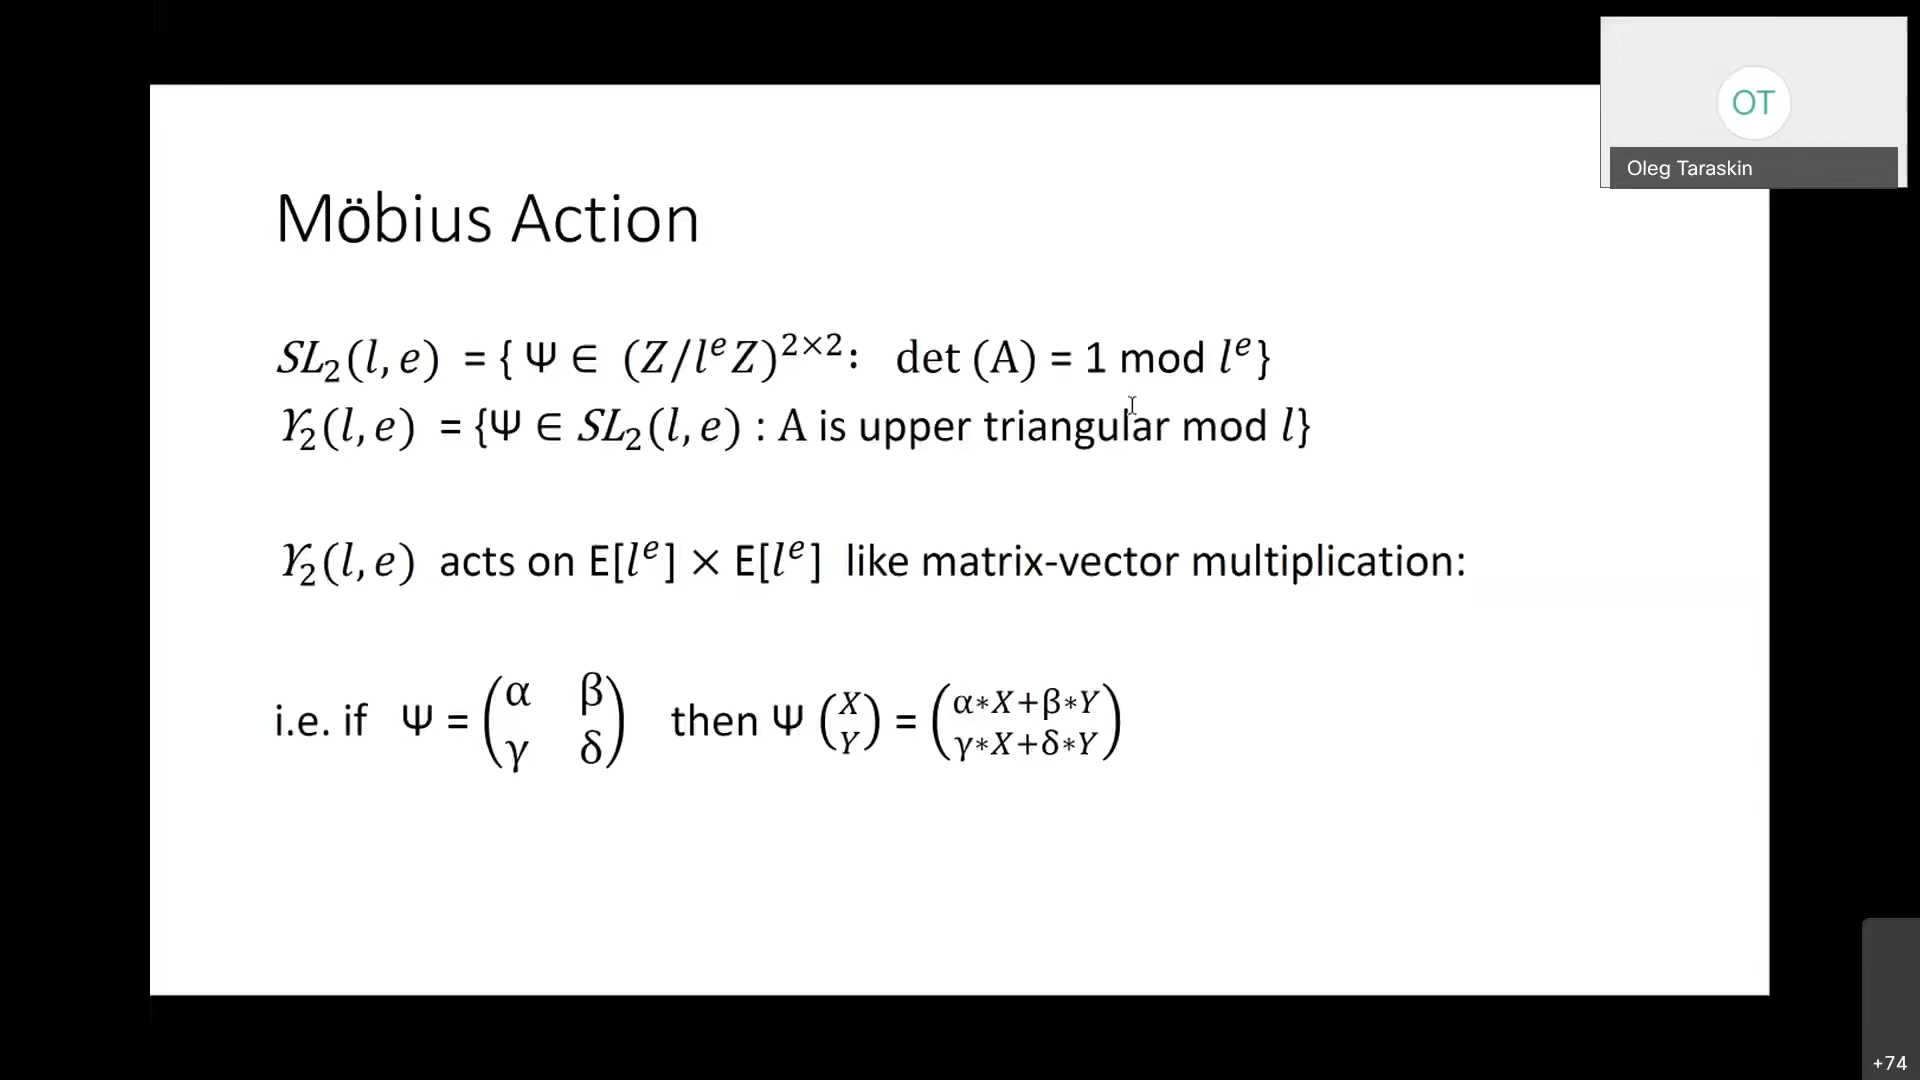 OT
Oleg Taraskin
Möbius Action
SL₂(l, e) = { Ψ ∈ (Z/lᵉZ)²ˣ²: det (A) = 1 mod lᵉ}
ϒ₂(l, e) = {Ψ ∈ SL₂(l, e) : A is upper triangular mod l}
ϒ₂(l, e) acts on E[lᵉ] × E[lᵉ] like matrix-vector multiplication:
i.e. if Ψ = (α β γ δ) then Ψ (X Y) = (α∗X+β∗Y γ∗X+δ∗Y)
+74